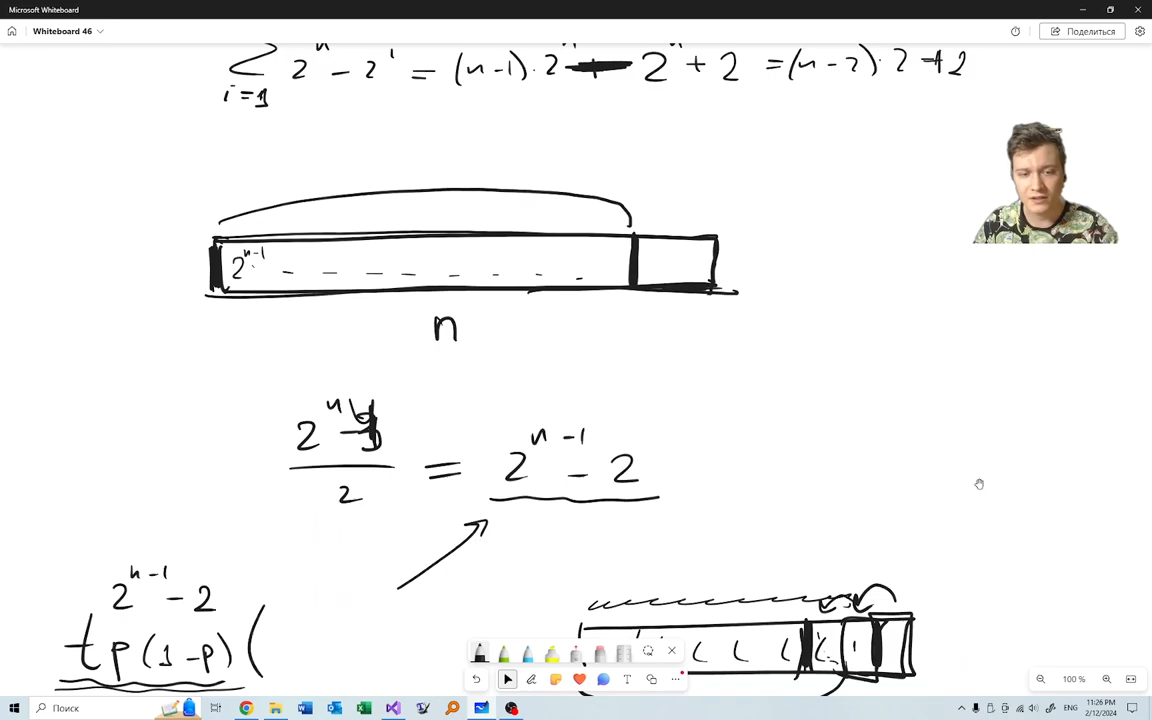 Microsoft Whiteboard
Whiteboard 46
Поделиться
2 - 2 = (n-1) · 2 2 + 2 = (n-2) · 2 + 2
i=1
2^{n-1}
n
2^{n}
2
= 2^{n-1} - 2
2^{n-1} - 2
tp(1-p)(
100 %
Поиск
ENG
11:26 PM
2/12/2024